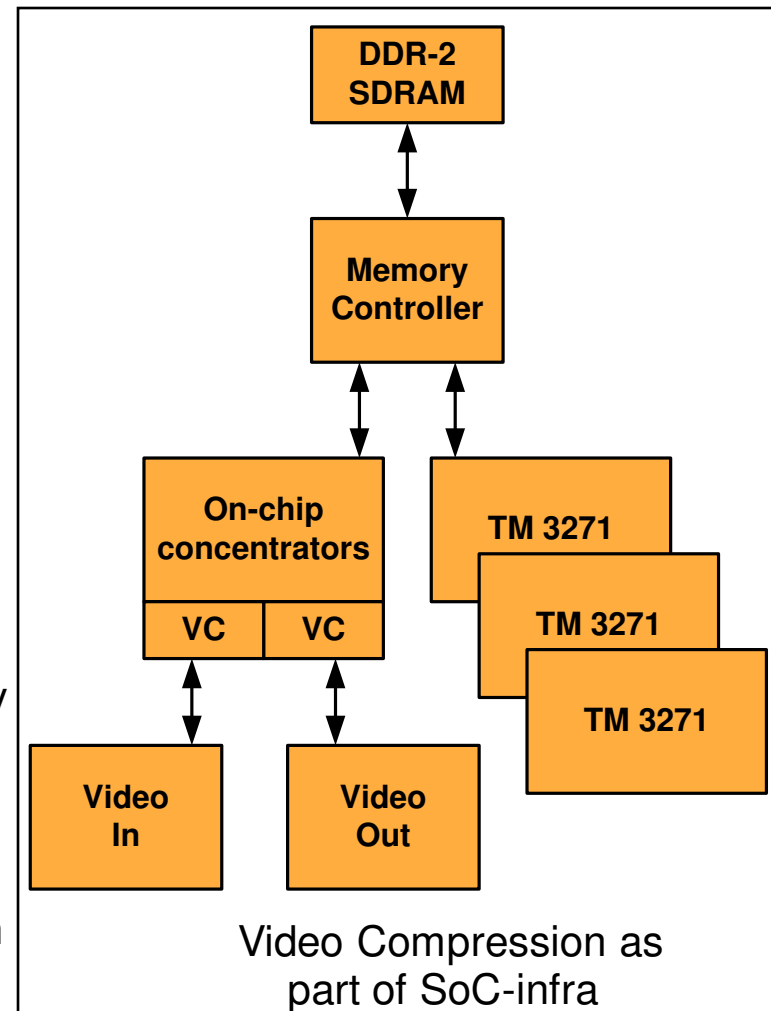 DDR-2
SDRAM
Memory
Controller
On-chip
concentrators
VC VC
TM 3271
TM 3271
TM 3271
y
Video
In
Video
Out
n
Video Compression as
part of SoC-infra